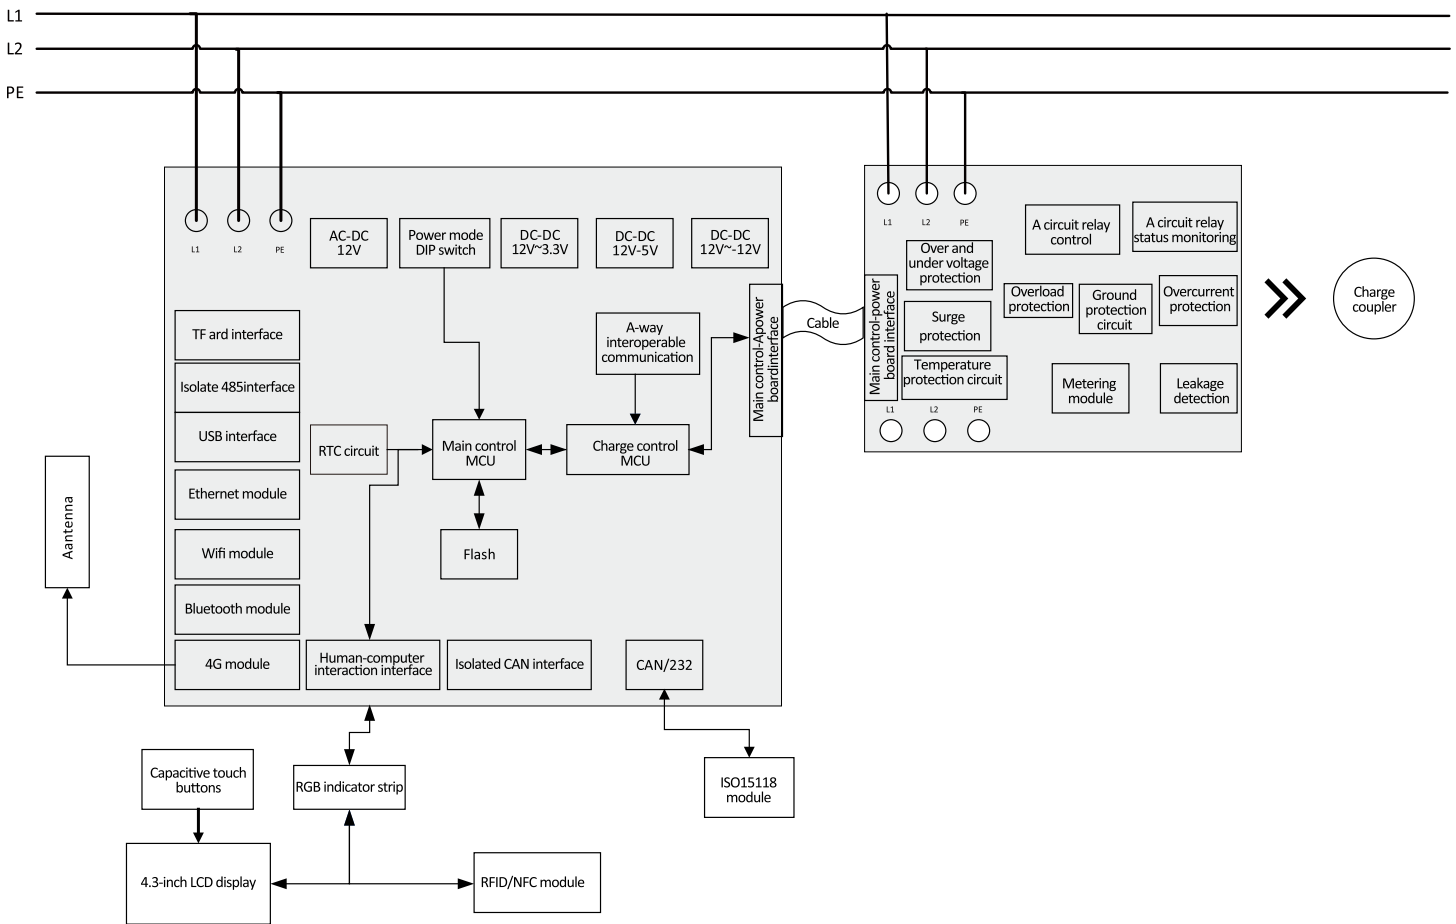 L1
L2
PE
L1
L2
PE
AC-DC
12V
Power mode
DIP switch
DC-DC
12V~3.3V
DC-DC
12V-5V
DC-DC
12V~-12V
TF ard interface
Isolate 485interface
USB interface
Ethernet module
Wifi module
Bluetooth module
4G module
RTC circuit
Main control
MCU
A-way
interoperable
communication
Charge control
MCU
Flash
Main control-Apower
boardinterface
Human-computer
interaction interface
Isolated CAN interface
CAN/232
Aantenna
Cable
L1
L2
PE
Over and
under voltage
protection
A circuit relay
control
A circuit relay
status monitoring
Main control-power
board interface
Surge
protection
Overload
protection
Ground
protection
circuit
Overcurrent
protection
Temperature
protection circuit
Metering
module
Leakage
detection
L1
L2
PE
Charge
coupler
Capacitive touch
buttons
RGB indicator strip
ISO15118
module
4.3-inch LCD display
RFID/NFC module